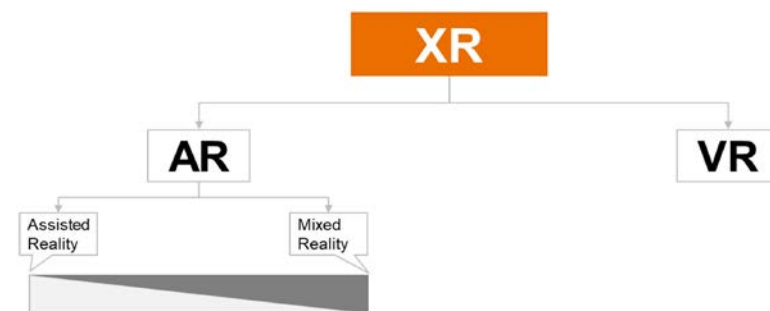 XR
AR
VR
Assisted
Reality
Mixed
Reality